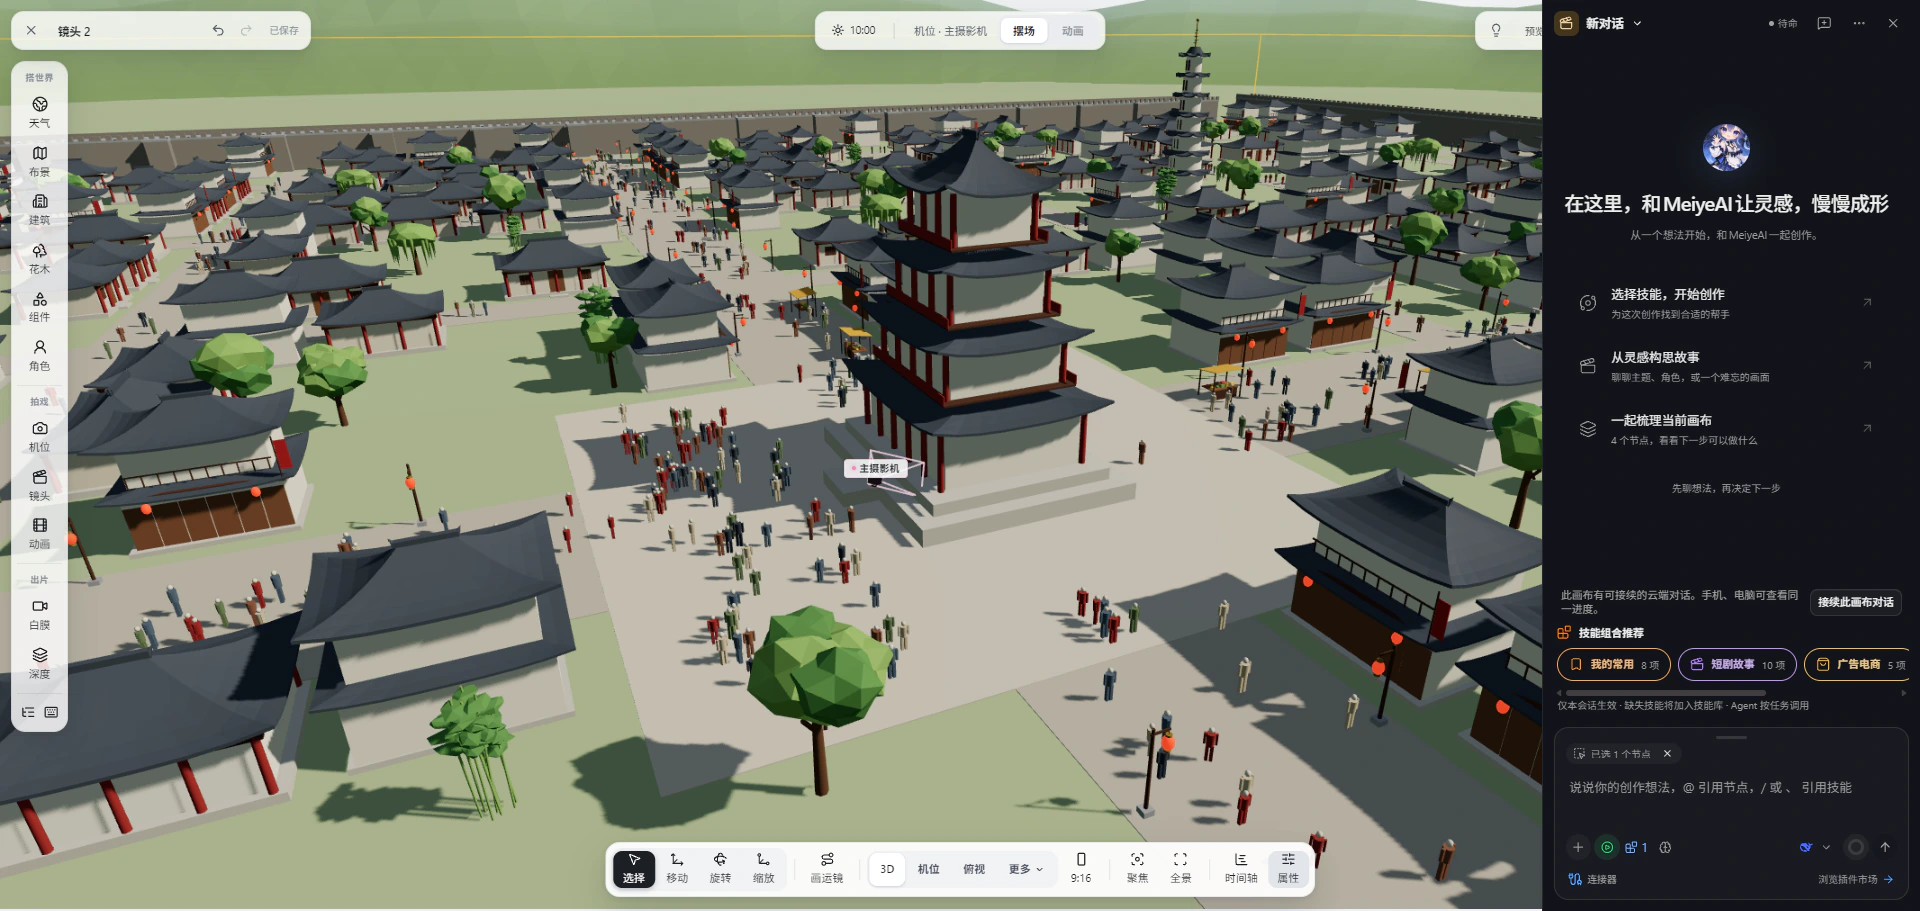 镜头 2
已保存
10:00
机位 · 主摄影机
摆场
动画
预览
搭世界
天气
布景
建筑
花木
组件
角色
拍戏
机位
镜头
动画
出片
白膜
深度
主摄影机
选择
移动
旋转
缩放
画运镜
3D
机位
俯视
更多
9:16
聚焦
全景
时间轴
属性
新对话
待命
在这里，和 MeiyeAI 让灵感，慢慢成形
从一个想法开始，和 MeiyeAI 一起创作。
选择技能，开始创作
为这次创作找到合适的帮手
从灵感构思故事
聊聊主题、角色，或一个难忘的画面
一起梳理当前画布
4 个节点，看看下一步可以做什么
先聊想法，再决定下一步
此画布有可接续的云端对话。手机、电脑可查看同
一进度。
接续此画布对话
技能组合推荐
我的常用 8 项
短剧故事 10 项
广告电商 5 项
仅本会话生效 · 缺失技能将加入技能库 · Agent 按任务调用
已选 1 个节点
说说你的创作想法，@ 引用节点，/ 或 、 引用技能
1
连接器
浏览插件市场